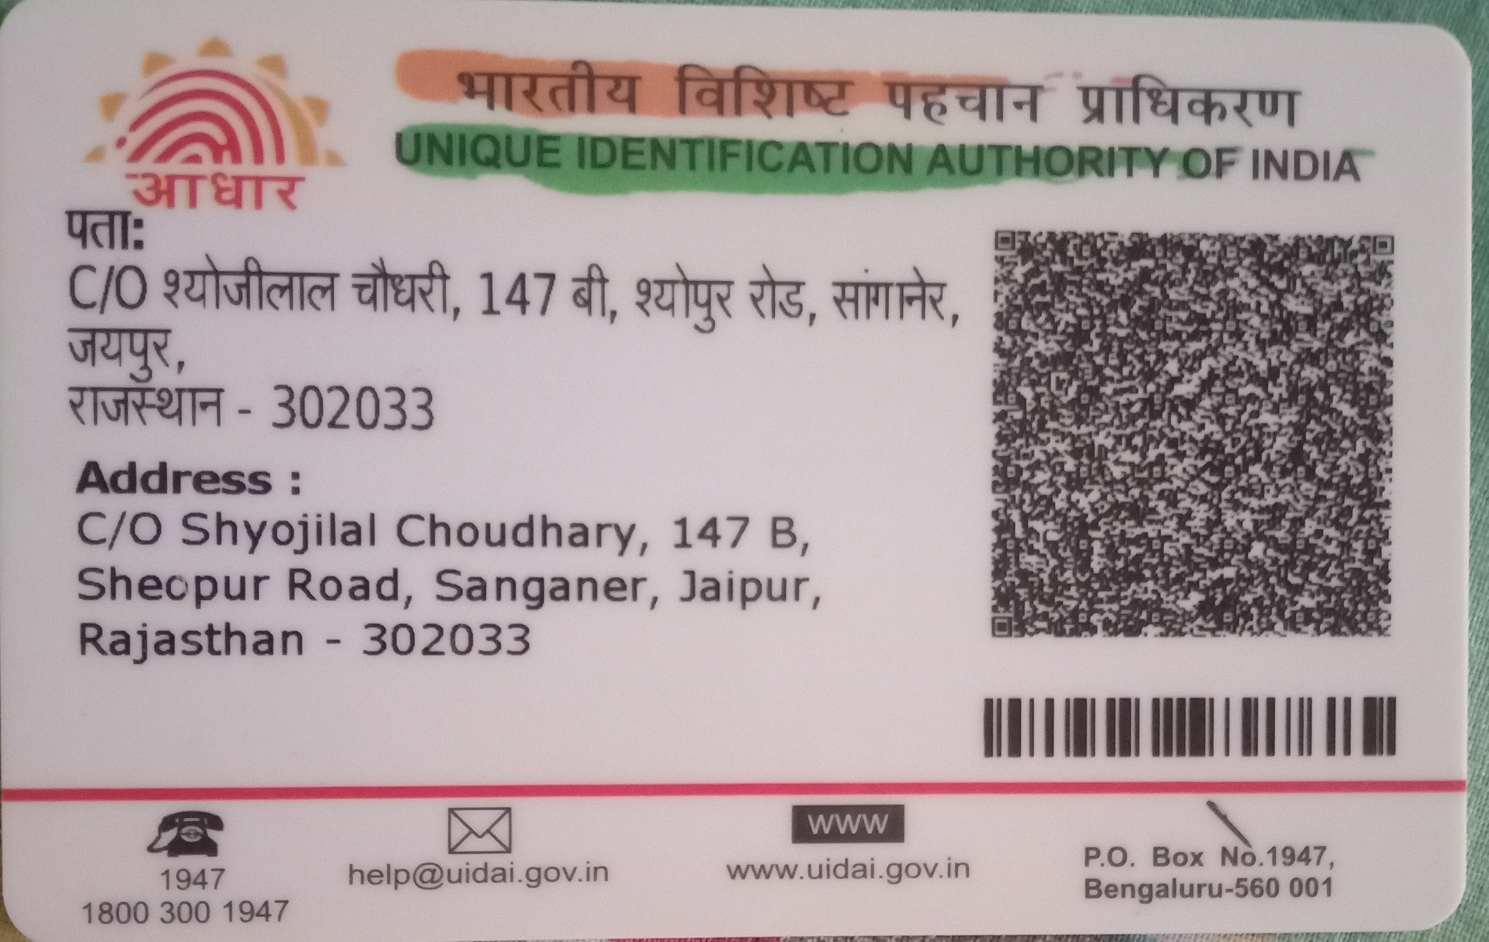 भारतीय विशिष्ट पहचान प्राधिकरण
UNIQUE IDENTIFICATION AUTHORITY OF INDIA
आधार
पता:
C/O श्योजीलाल चौधरी, 147 बी, श्योपुर रोड, सांगानेर,
जयपुर,
राजस्थान - 302033
Address :
C/O Shyojilal Choudhary, 147 B,
Sheopur Road, Sanganer, Jaipur,
Rajasthan - 302033
1947
1800 300 1947
help@uidai.gov.in
WWW
www.uidai.gov.in
P.O. Box No.1947,
Bengaluru-560 001